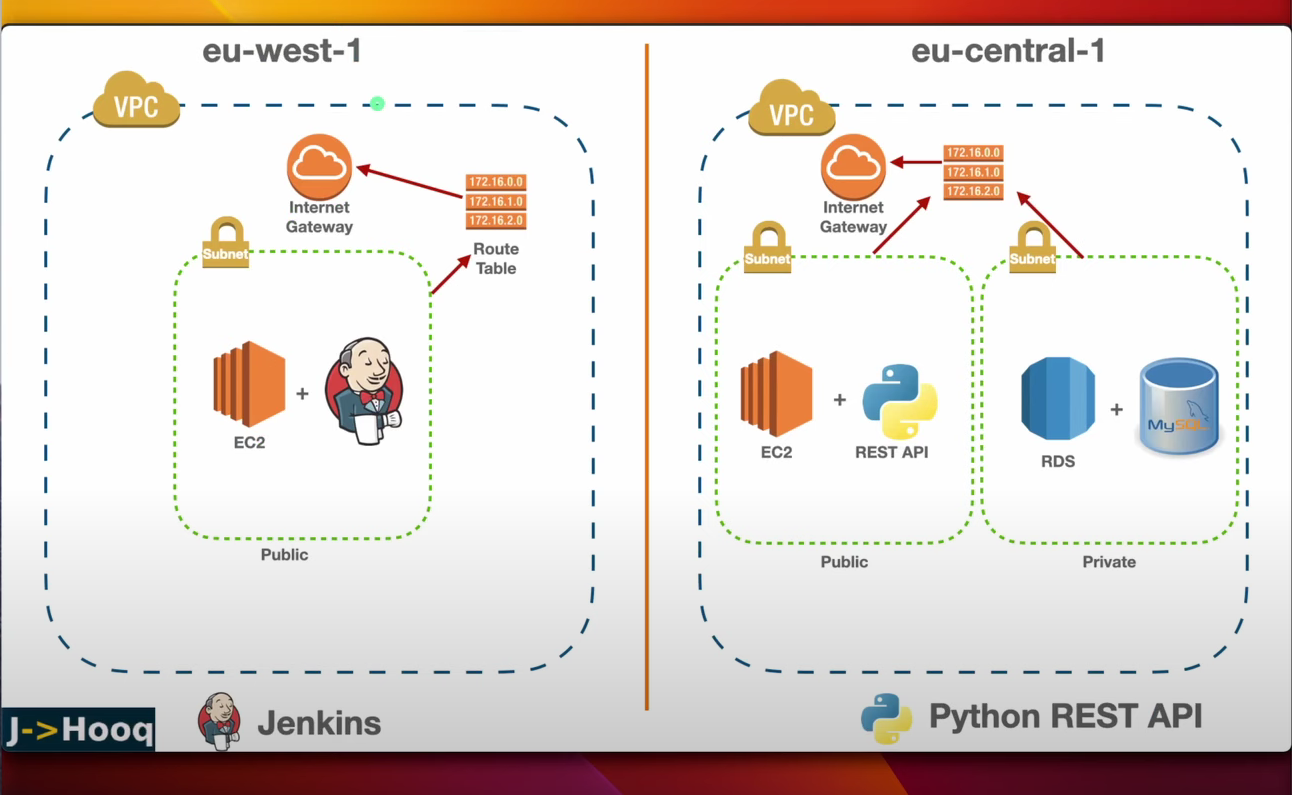 eu-west-1
VPC
172.16.0.0
172.16.1.0
172.16.2.0
Internet
Gateway
Route
Table
Subnet
EC2
+
Public
eu-central-1
VPC
172.16.0.0
172.16.1.0
172.16.2.0
Internet
Gateway
Subnet
Subnet
EC2
+
REST API
RDS
+
MySQL
Public
Private
J->Hooq
Jenkins
Python REST API